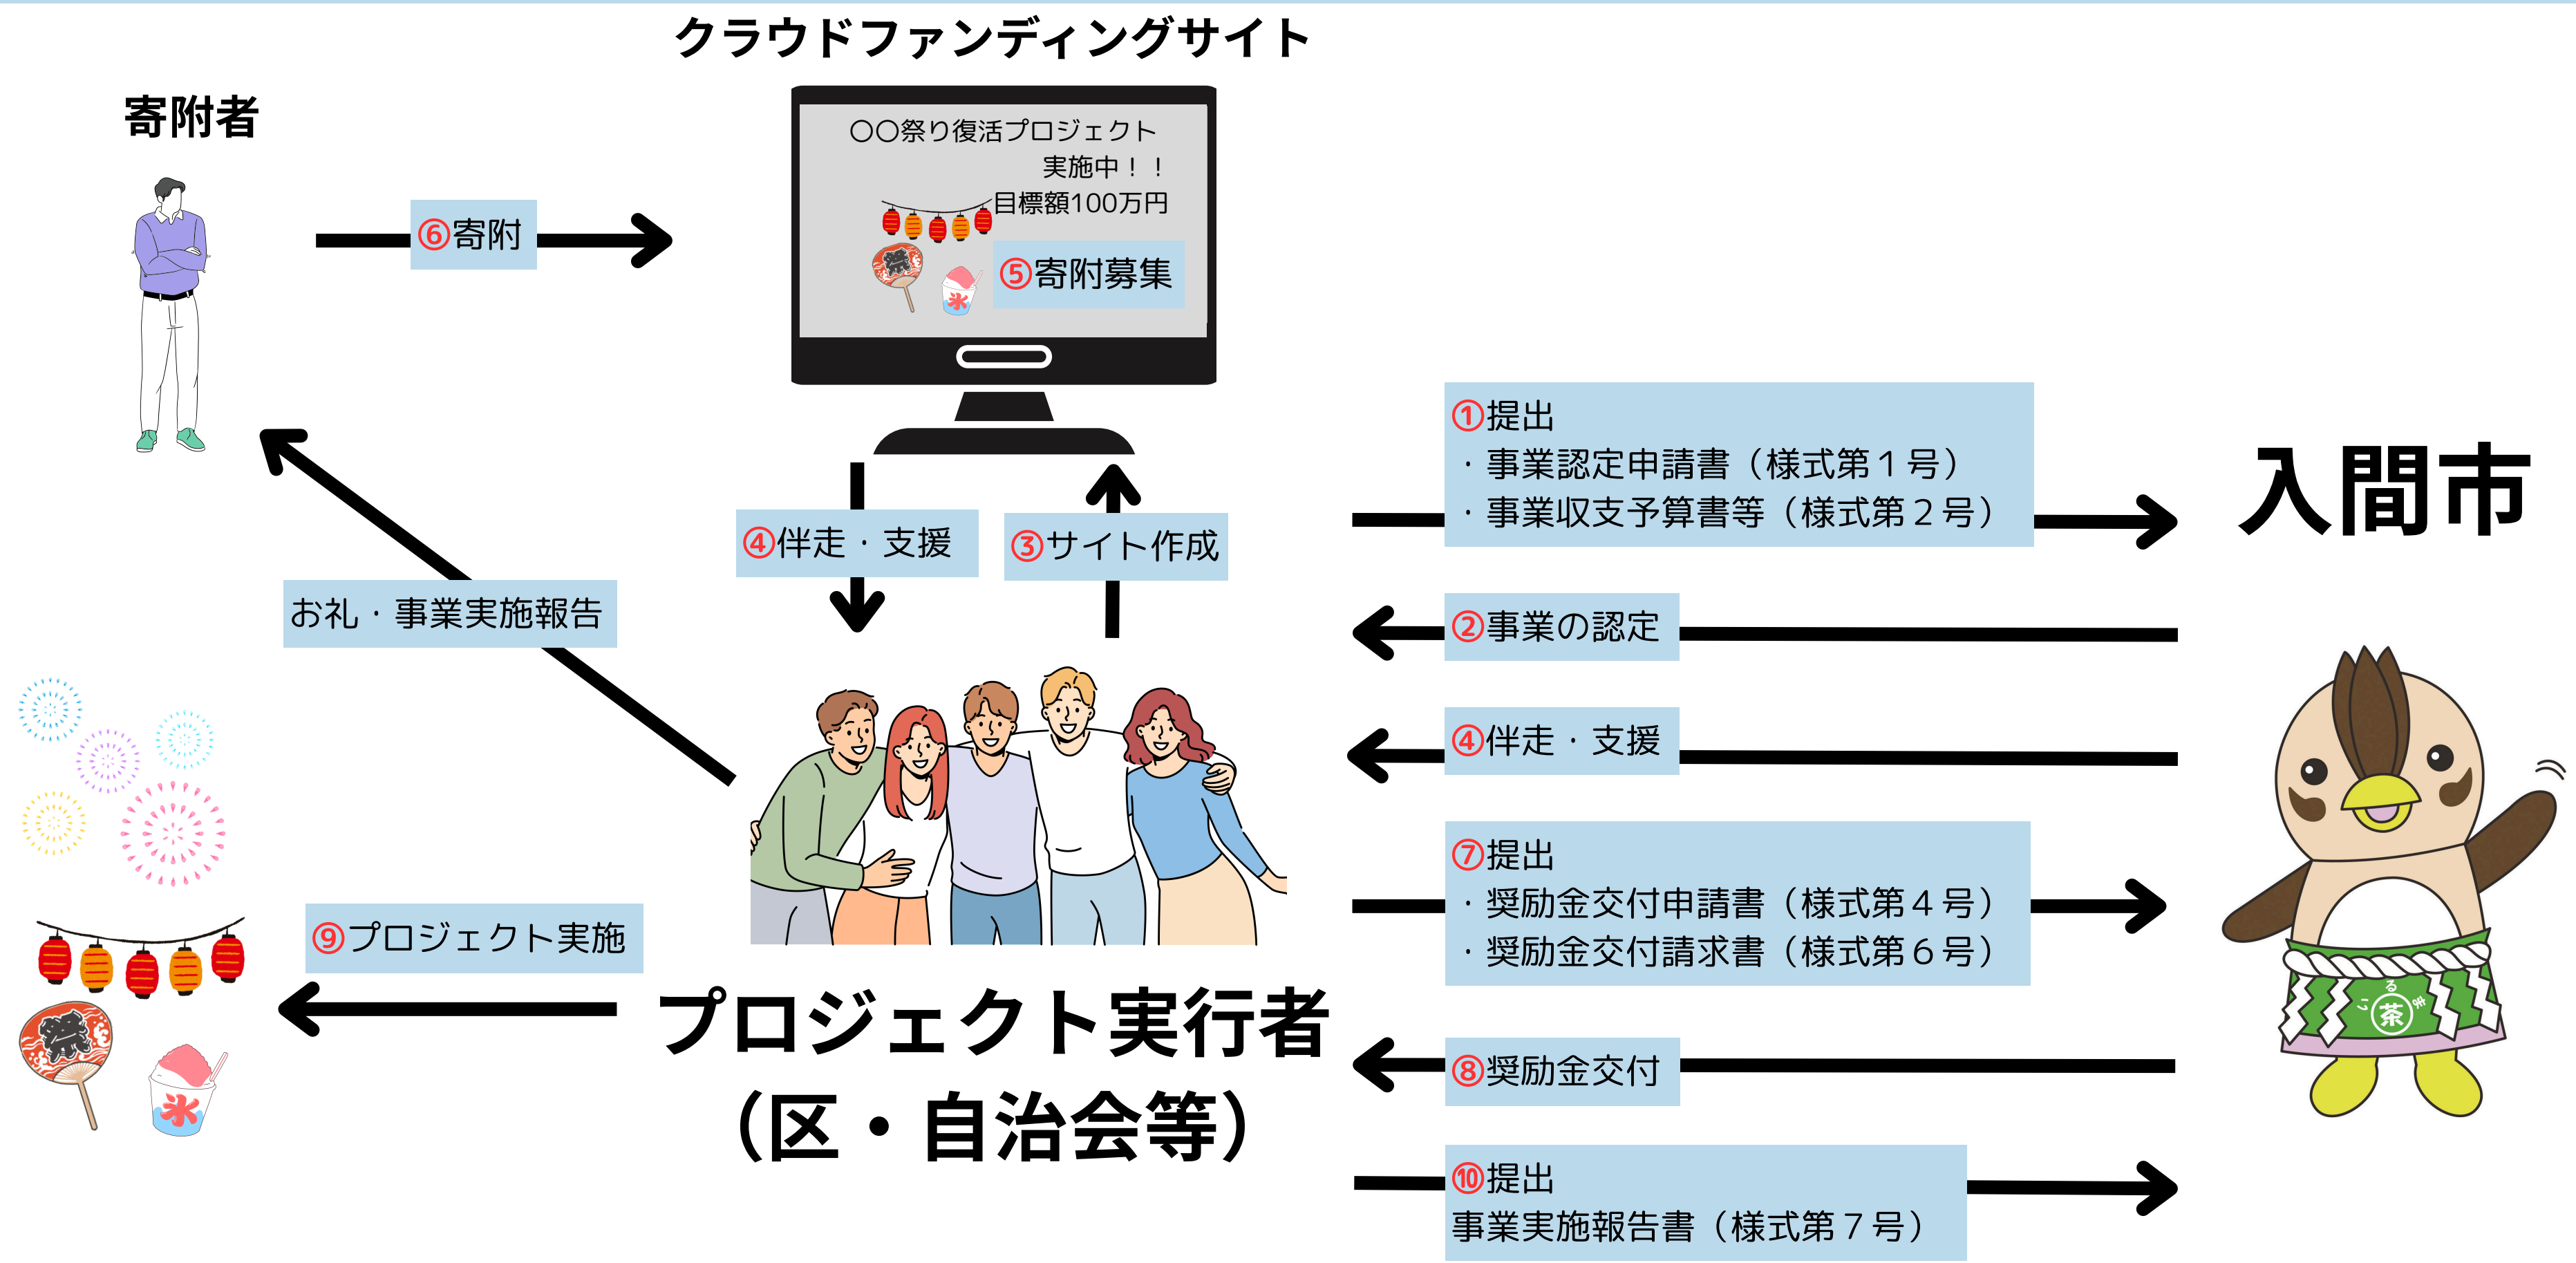 クラウドファンディングサイト
寄附者
〇〇祭り復活プロジェクト
実施中！！
目標額100万円
祭
氷
⑤寄附募集
⑥寄附
①提出
・事業認定申請書（様式第１号）
・事業収支予算書等（様式第２号）
入間市
④伴走・支援
③サイト作成
お礼・事業実施報告
②事業の認定
④伴走・支援
⑦提出
・奨励金交付申請書（様式第４号）
・奨励金交付請求書（様式第６号）
⑨プロジェクト実施
祭
氷
プロジェクト実行者
（区・自治会等）
い
る
ま
茶
⑧奨励金交付
⑩提出
事業実施報告書（様式第７号）